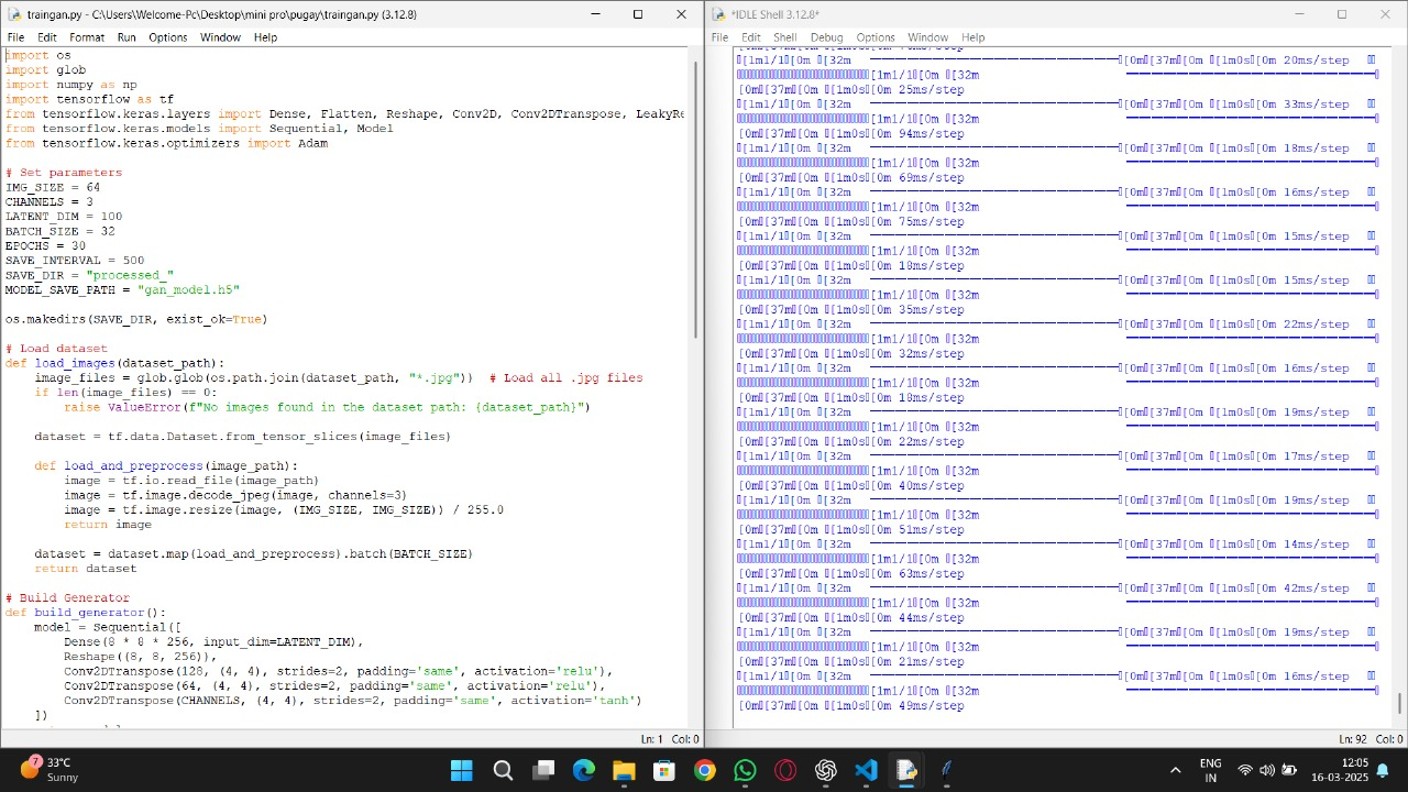 traingan.py - C:\Users\Welcome-Pc\Desktop\mini pro\pugay\traingan.py (3.12.8)
File Edit Format Run Options Window Help
import os
import glob
import numpy as np
import tensorflow as tf
from tensorflow.keras.layers import Dense, Flatten, Reshape, Conv2D, Conv2DTranspose, LeakyRe
from tensorflow.keras.models import Sequential, Model
from tensorflow.keras.optimizers import Adam
# Set parameters
IMG_SIZE = 64
CHANNELS = 3
LATENT_DIM = 100
BATCH_SIZE = 32
EPOCHS = 30
SAVE_INTERVAL = 500
SAVE_DIR = "processed_"
MODEL_SAVE_PATH = "gan_model.h5"
os.makedirs(SAVE_DIR, exist_ok=True)
# Load dataset
def load_images(dataset_path):
    image_files = glob.glob(os.path.join(dataset_path, "*.jpg"))  # Load all .jpg files
    if len(image_files) == 0:
        raise ValueError(f"No images found in the dataset path: {dataset_path}")
    dataset = tf.data.Dataset.from_tensor_slices(image_files)
    def load_and_preprocess(image_path):
        image = tf.io.read_file(image_path)
        image = tf.image.decode_jpeg(image, channels=3)
        image = tf.image.resize(image, (IMG_SIZE, IMG_SIZE)) / 255.0
        return image
    dataset = dataset.map(load_and_preprocess).batch(BATCH_SIZE)
    return dataset
# Build Generator
def build_generator():
    model = Sequential([
        Dense(8 * 8 * 256, input_dim=LATENT_DIM),
        Reshape((8, 8, 256)),
        Conv2DTranspose(128, (4, 4), strides=2, padding='same', activation='relu'),
        Conv2DTranspose(64, (4, 4), strides=2, padding='same', activation='relu'),
        Conv2DTranspose(CHANNELS, (4, 4), strides=2, padding='same', activation='tanh')
    ])
Ln: 1 Col: 0
*IDLE Shell 3.12.8*
File Edit Shell Debug Options Window Help
[1m1/1[0m [32m [0m[37m[0m [1m0s[0m 20ms/step
[1m1/1[0m [32m
[0m[37m[0m [1m0s[0m 25ms/step
[1m1/1[0m [32m [0m[37m[0m [1m0s[0m 33ms/step
[1m1/1[0m [32m
[0m[37m[0m [1m0s[0m 94ms/step
[1m1/1[0m [32m [0m[37m[0m [1m0s[0m 18ms/step
[1m1/1[0m [32m
[0m[37m[0m [1m0s[0m 69ms/step
[1m1/1[0m [32m [0m[37m[0m [1m0s[0m 16ms/step
[1m1/1[0m [32m
[0m[37m[0m [1m0s[0m 75ms/step
[1m1/1[0m [32m [0m[37m[0m [1m0s[0m 15ms/step
[1m1/1[0m [32m
[0m[37m[0m [1m0s[0m 18ms/step
[1m1/1[0m [32m [0m[37m[0m [1m0s[0m 15ms/step
[1m1/1[0m [32m
[0m[37m[0m [1m0s[0m 35ms/step
[1m1/1[0m [32m [0m[37m[0m [1m0s[0m 22ms/step
[1m1/1[0m [32m
[0m[37m[0m [1m0s[0m 32ms/step
[1m1/1[0m [32m [0m[37m[0m [1m0s[0m 16ms/step
[1m1/1[0m [32m
[0m[37m[0m [1m0s[0m 18ms/step
[1m1/1[0m [32m [0m[37m[0m [1m0s[0m 19ms/step
[1m1/1[0m [32m
[0m[37m[0m [1m0s[0m 22ms/step
[1m1/1[0m [32m [0m[37m[0m [1m0s[0m 17ms/step
[1m1/1[0m [32m
[0m[37m[0m [1m0s[0m 40ms/step
[1m1/1[0m [32m [0m[37m[0m [1m0s[0m 19ms/step
[1m1/1[0m [32m
[0m[37m[0m [1m0s[0m 51ms/step
[1m1/1[0m [32m [0m[37m[0m [1m0s[0m 14ms/step
[1m1/1[0m [32m
[0m[37m[0m [1m0s[0m 63ms/step
[1m1/1[0m [32m [0m[37m[0m [1m0s[0m 42ms/step
[1m1/1[0m [32m
[0m[37m[0m [1m0s[0m 44ms/step
[1m1/1[0m [32m [0m[37m[0m [1m0s[0m 19ms/step
[1m1/1[0m [32m
[0m[37m[0m [1m0s[0m 21ms/step
[1m1/1[0m [32m [0m[37m[0m [1m0s[0m 16ms/step
[1m1/1[0m [32m
[0m[37m[0m [1m0s[0m 49ms/step
Ln: 92 Col: 0
7
33°C
Sunny
ENG
IN
12:05
16-03-2025